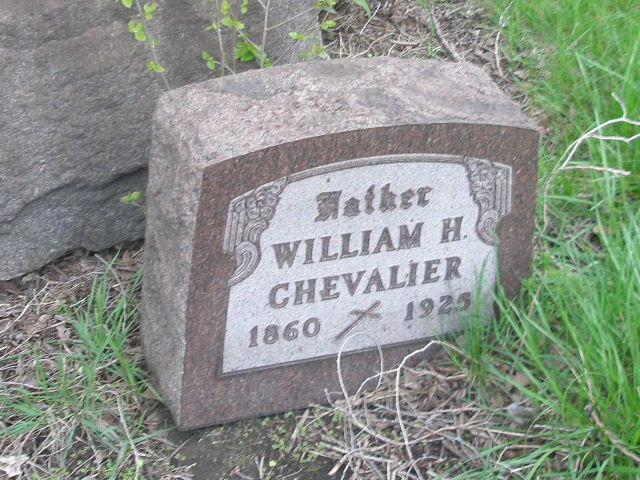 Father
WILLIAM H.
CHEVALIER
1860 1925